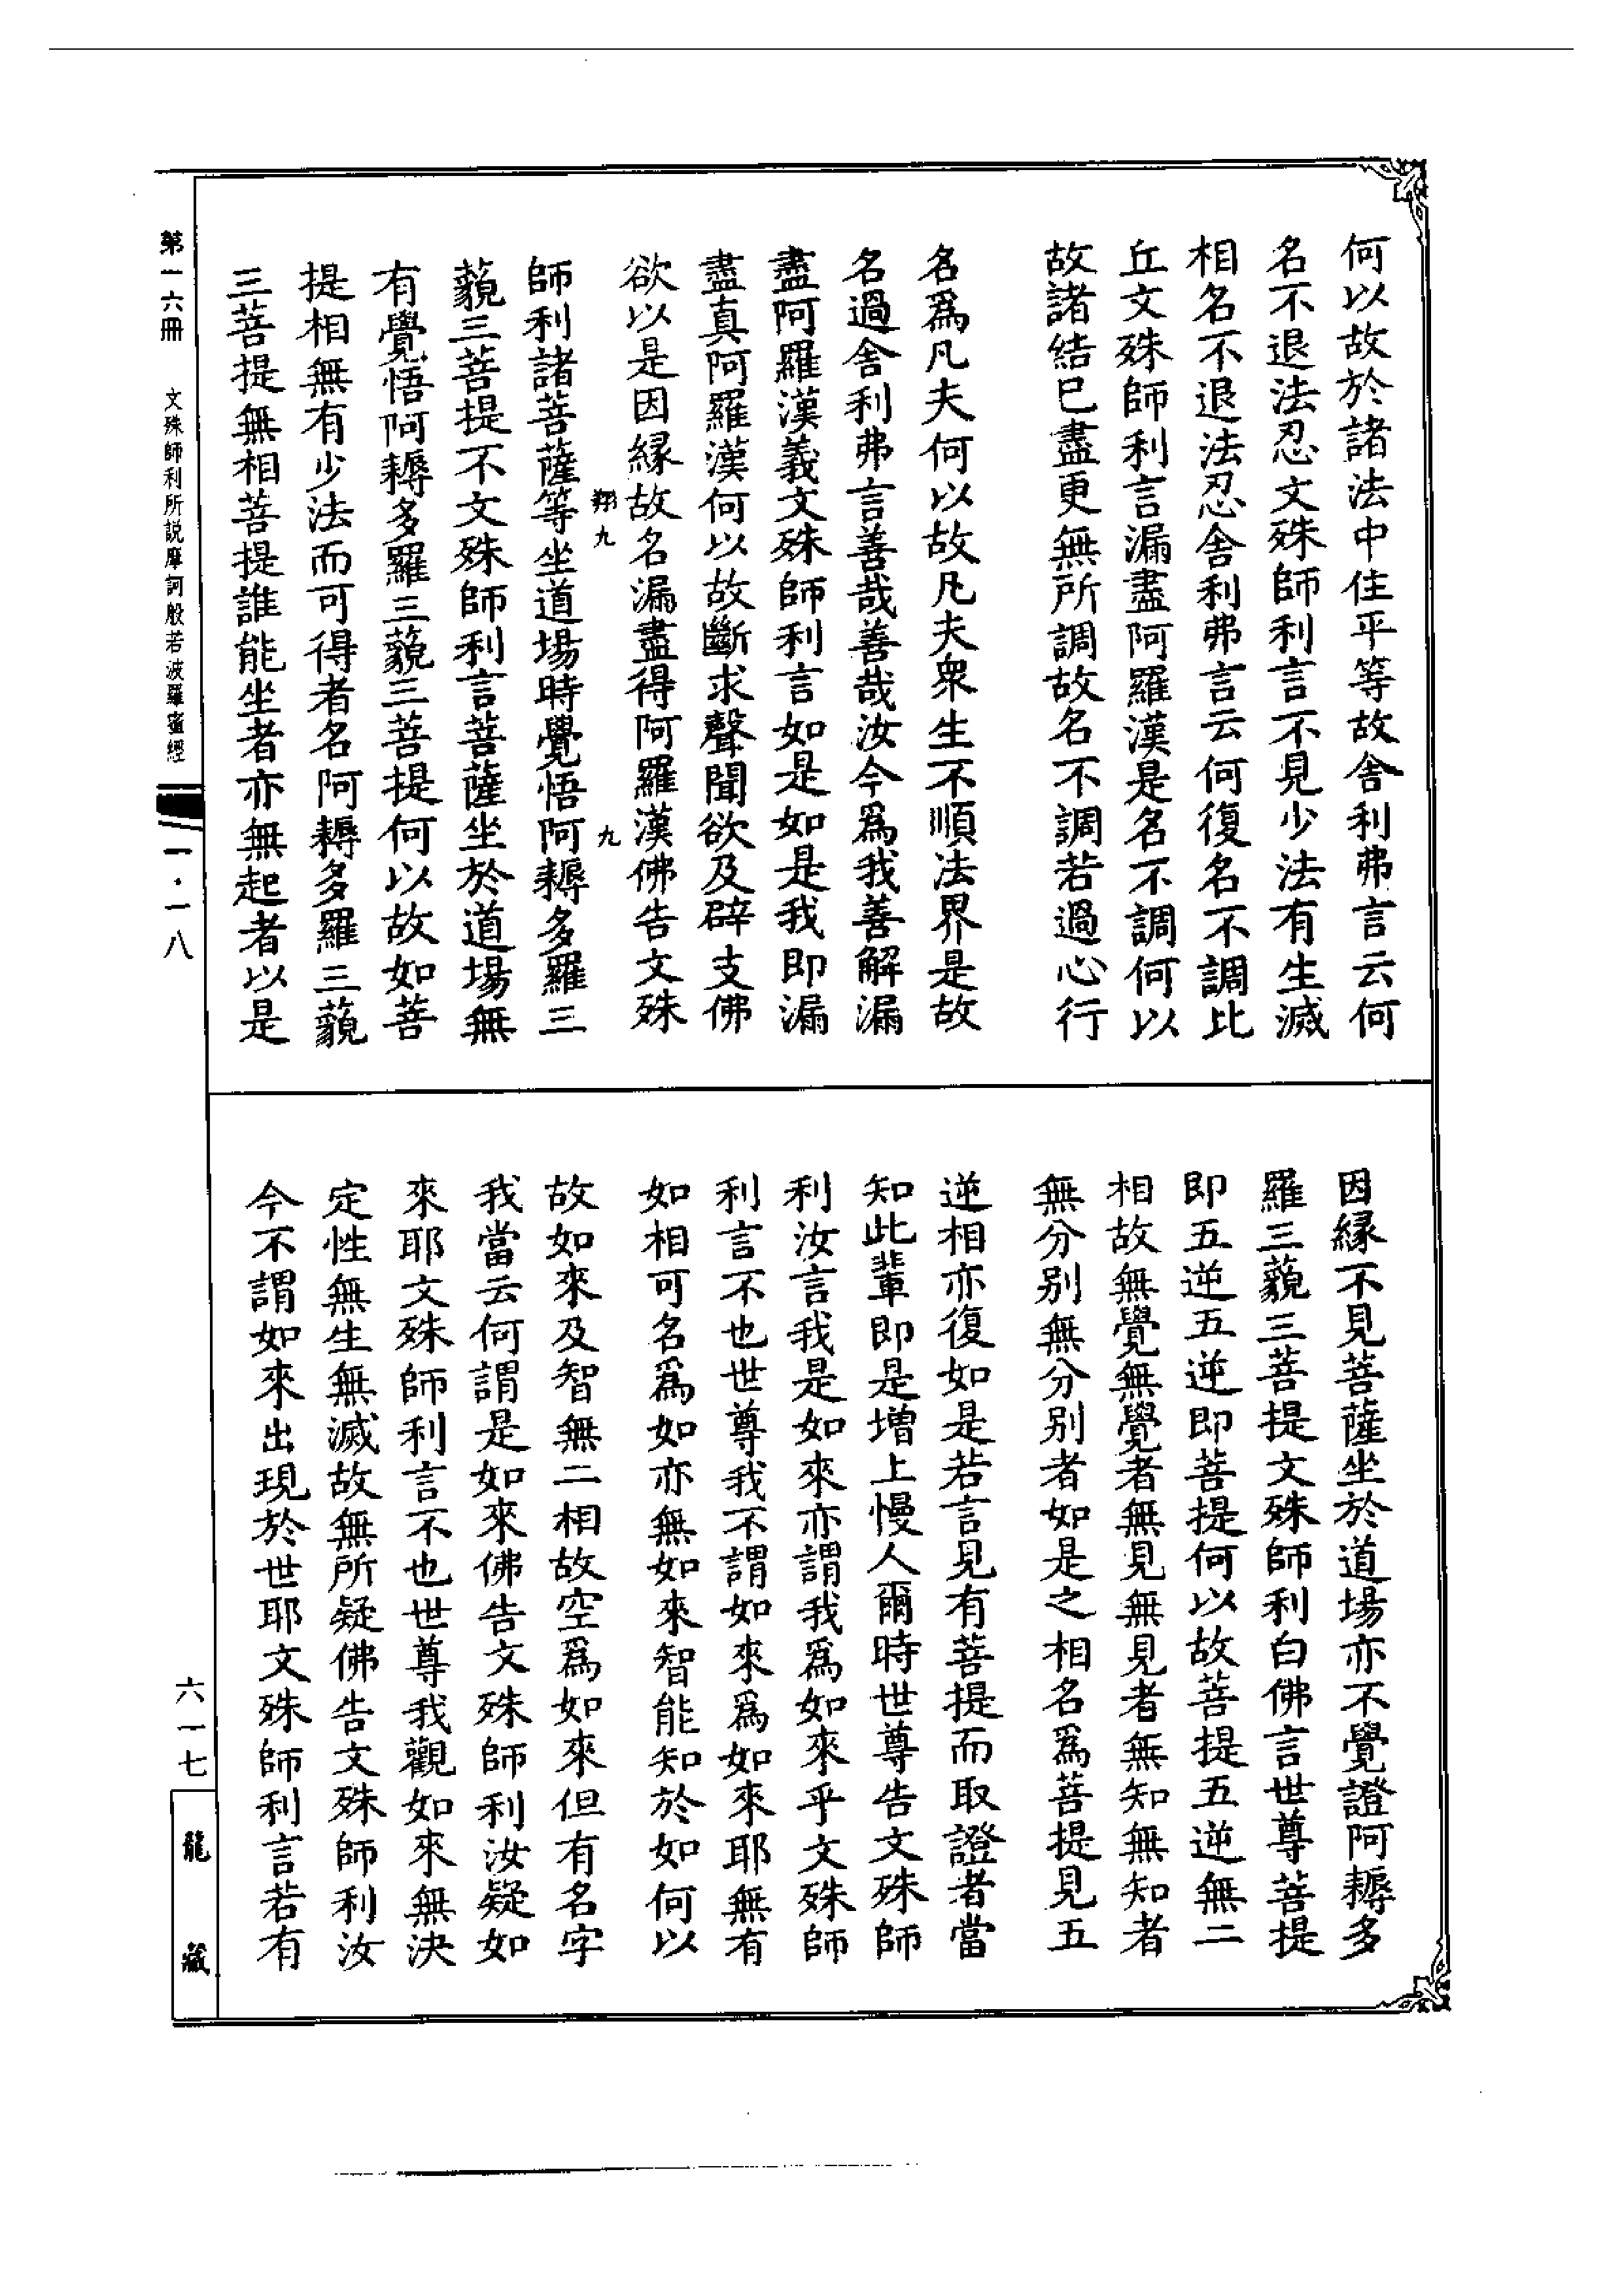 何以故於諸法中住平等故舍利弗言云何
名不退法忍文殊師利言不見少法有生滅
相名不退法忍舍利弗言云何復名不調比
丘文殊師利言漏盡阿羅漢是名不調何以
故諸結已盡更無所調故名不調若過心行
名爲凡夫何以故凡夫衆生不順法界是故
名過舍利弗言善哉善哉汝今爲我善解漏
盡阿羅漢義文殊師利言如是如是我即漏
盡真阿羅漢何以故斷求聲聞欲及辟支佛
欲以是因緣故名漏盡得阿羅漢佛告文殊
翔九 九
師利諸菩薩等坐道場時覺悟阿耨多羅三
藐三菩提不文殊師利言菩薩坐於道場無
有覺悟阿耨多羅三藐三菩提何以故如菩
提相無有少法而可得者名阿耨多羅三藐
三菩提無相菩提誰能坐者亦無起者以是
因緣不見菩薩坐於道場亦不覺證阿耨多
羅三藐三菩提文殊師利白佛言世尊菩提
即五逆五逆即菩提何以故菩提五逆無二
相故無覺無覺者無見無見者無知無知者
無分別無分別者如是之相名爲菩提見五
逆相亦復如是若言見有菩提而取證者當
知此輩即是增上慢人爾時世尊告文殊師
利汝言我是如來亦謂我爲如來乎文殊師
利言不也世尊我不謂如來爲如來耶無有
如相可名爲如亦無如來智能知於如何以
故如來及智無二相故空爲如來但有名字
我當云何謂是如來佛告文殊師利汝疑如
來耶文殊師利言不也世尊我觀如來無決
定性無生無滅故無所疑佛告文殊師利汝
今不謂如來出現於世耶文殊師利言若有
第一六冊 文殊師利所説摩訶般若波羅蜜經
一·一八
六一七
龍藏